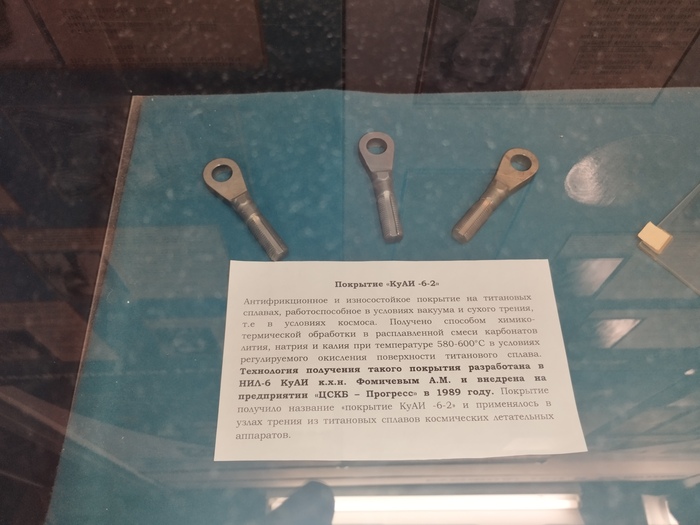 Покрытие «КуАИ -6-2»
Антифрикционное и износостойкое покрытие на титановых
сплавах, работоспособное в условиях вакуума и сухого трения,
т.е в условиях космоса. Получено способом химико-
термической обработки в расплавленной смеси карбонатов
лития, натрия и калия при температуре 580-600°С в условиях
регулируемого окисления поверхности титанового сплава.
Технология получения такого покрытия разработана в
НИЛ-6 КуАИ к.х.н. Фомичевым А.М. и внедрена на
предприятии «ЦСКБ – Прогресс» в 1989 году. Покрытие
получило название «покрытие КуАИ -6-2» и применялось в
узлах трения из титановых сплавов космических летательных
аппаратов.